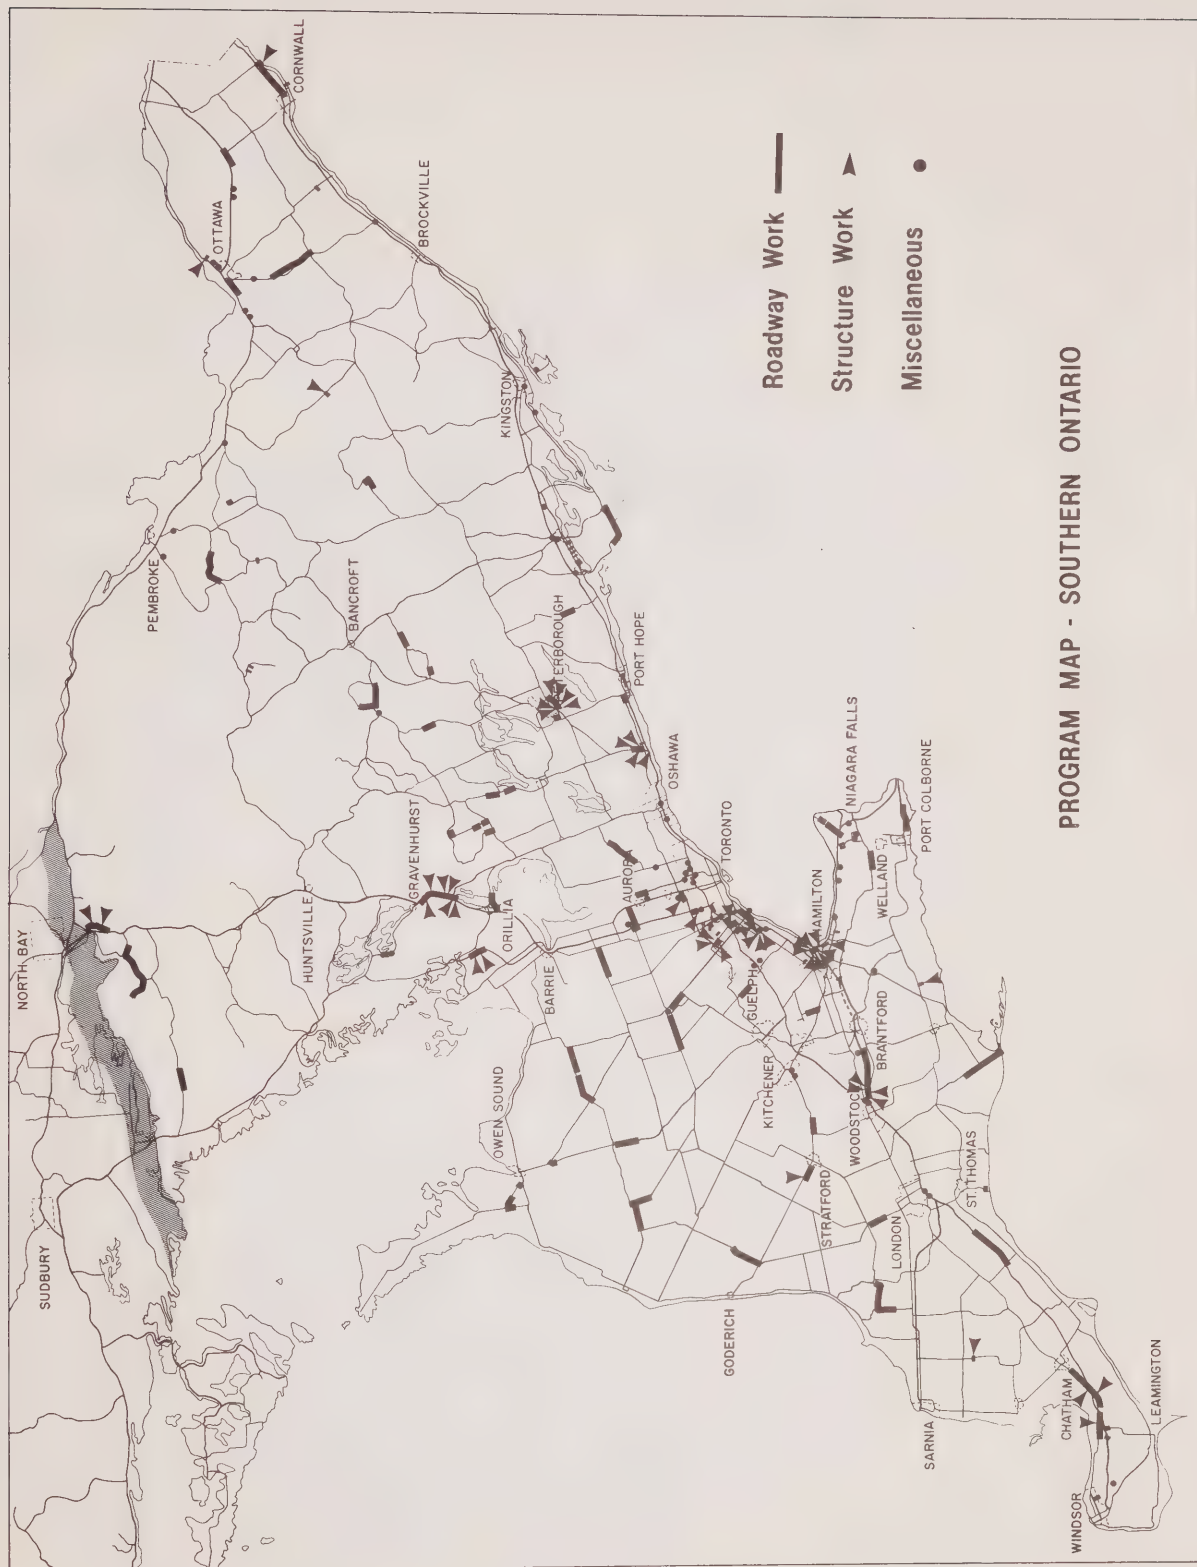 PROGRAM MAP - SOUTHERN ONTARIO
Roadway Work
Structure Work
Miscellaneous
SUDBURY
NORTH BAY
PEMBROKE
OTTAWA
CORNWALL
HUNTSVILLE
BANCROFT
BROCKVILLE
GRAVENHURST
ORILLIA
KINGSTON
OWEN SOUND
BARRIE
TERBOROUGH
PORT HOPE
AURORA
OSHAWA
TORONTO
GODERICH
KITCHENER
GUELPH
HAMILTON
NIAGARA FALLS
STRATFORD
WOODSTOCK
BRANTFORD
WELLAND
PORT COLBORNE
SARNIA
LONDON
ST. THOMAS
WINDSOR
CHATHAM
LEAMINGTON